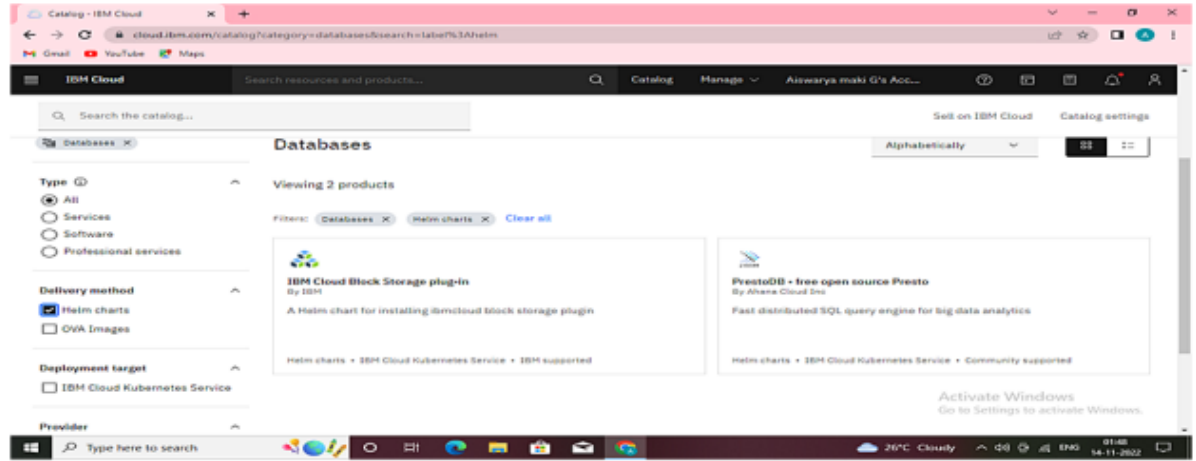 Catalog - IBM Cloud
cloud.ibm.com/catalog?category=databases&search=label%3Ahelm
Gmail YouTube Maps
IBM Cloud Search resources and products... Catalog Manage Aiswarya maki G's Acc...
Search the catalog... Sell on IBM Cloud Catalog settings
Databases × Databases Alphabetically
Type Viewing 2 products
All
Services Filters: Databases × Helm charts × Clear all
Software
Professional services
IBM Cloud Block Storage plug-in PrestoDB - free open source Presto
Delivery method By IBM By Ahana Cloud Inc
Helm charts A Helm chart for installing ibmcloud block storage plugin Fast distributed SQL query engine for big data analytics
OVA Images
Helm charts • IBM Cloud Kubernetes Service • IBM supported Helm charts • IBM Cloud Kubernetes Service • Community supported
Deployment target
IBM Cloud Kubernetes Service
Activate Windows
Go to Settings to activate Windows.
Provider
Type here to search 26°C Cloudy ENG 01:48
14-11-2022